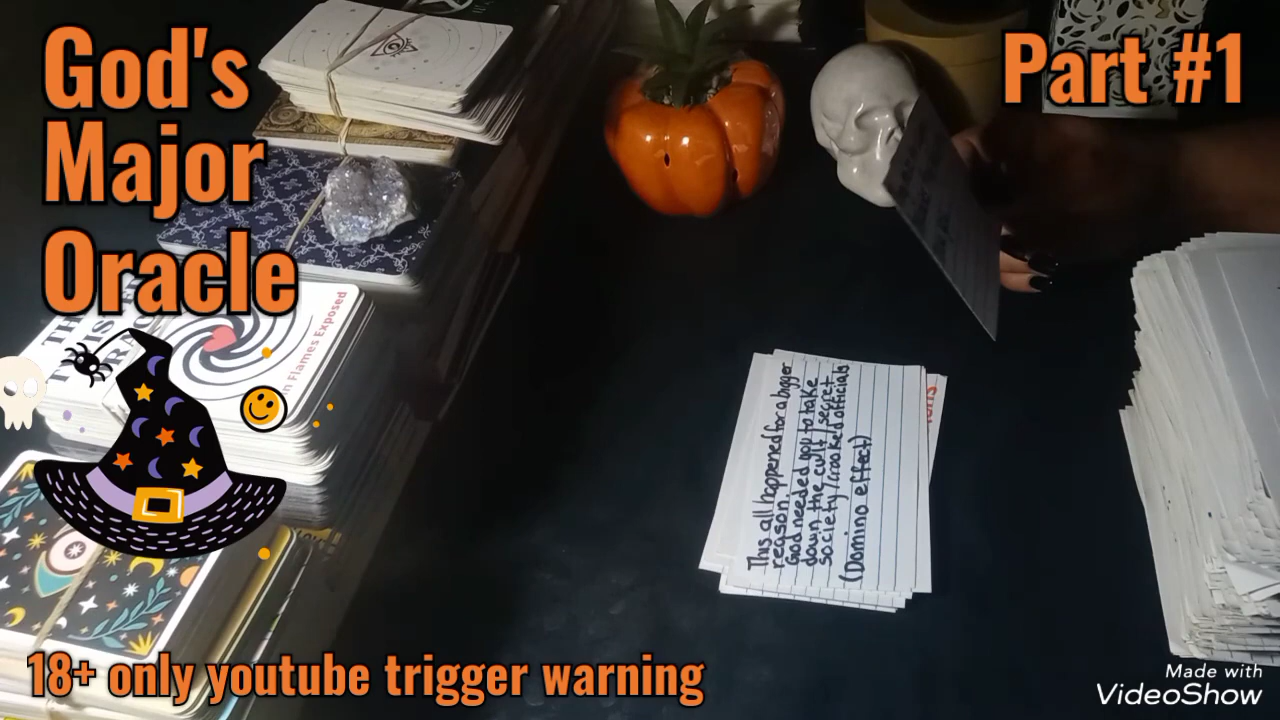 God's
Major
Oracle
Part #1
n Flames Exposed
This all happened for a bigger
reason.
God needed you to take
down the cult / secret
society / crooked officials
(Domino effect)
18+ only youtube trigger warning
Made with
VideoShow